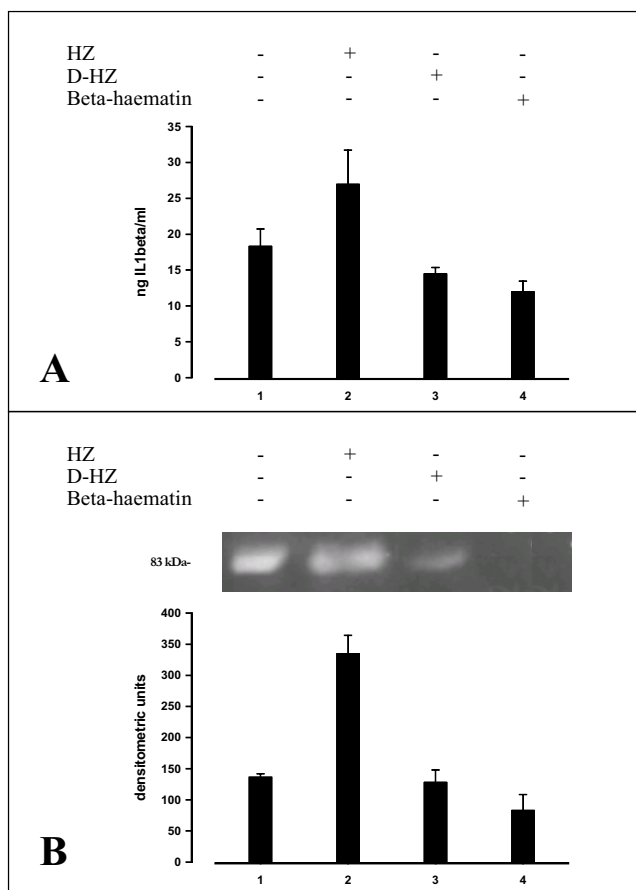 HZ - + - -
D-HZ - - + -
Beta-haematin - - - +
35
30
25
20
15
10
5
0
ng IL1beta/ml
1 2 3 4
A
HZ - + - -
D-HZ - - + -
Beta-haematin - - - +
83 kDa-
400
350
300
250
200
150
100
50
0
densitometric units
1 2 3 4
B